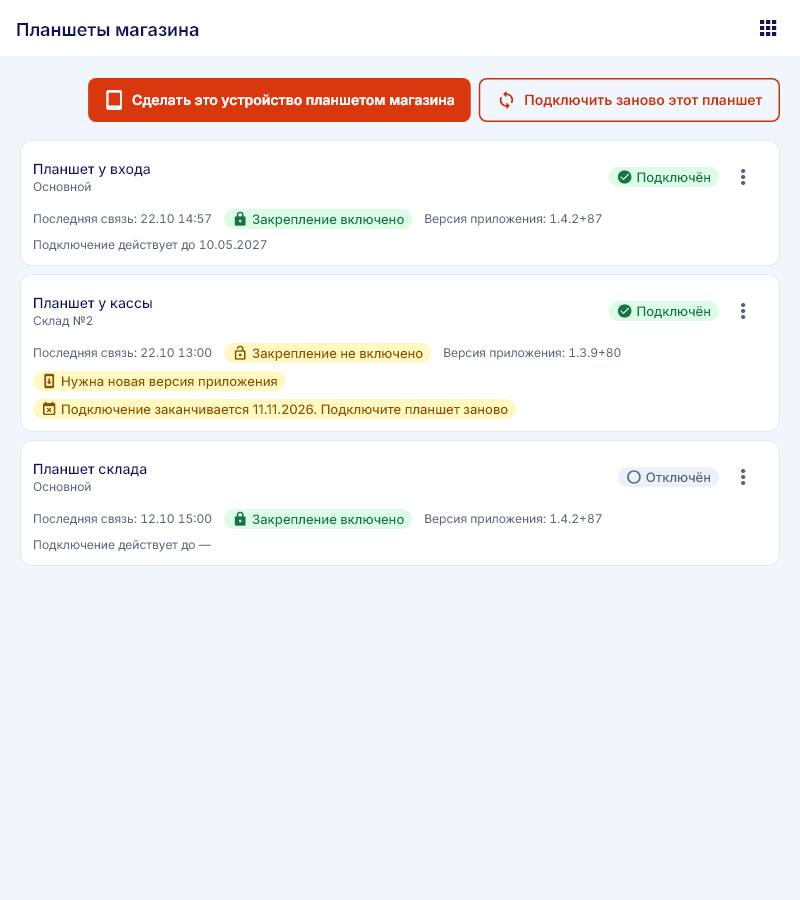 Планшеты магазина
Сделать это устройство планшетом магазина
Подключить заново этот планшет
Планшет у входа
Основной
Подключён
Последняя связь: 22.10 14:57 Закрепление включено Версия приложения: 1.4.2+87
Подключение действует до 10.05.2027
Планшет у кассы
Склад №2
Подключён
Последняя связь: 22.10 13:00 Закрепление не включено Версия приложения: 1.3.9+80
Нужна новая версия приложения
Подключение заканчивается 11.11.2026. Подключите планшет заново
Планшет склада
Основной
Отключён
Последняя связь: 12.10 15:00 Закрепление включено Версия приложения: 1.4.2+87
Подключение действует до —